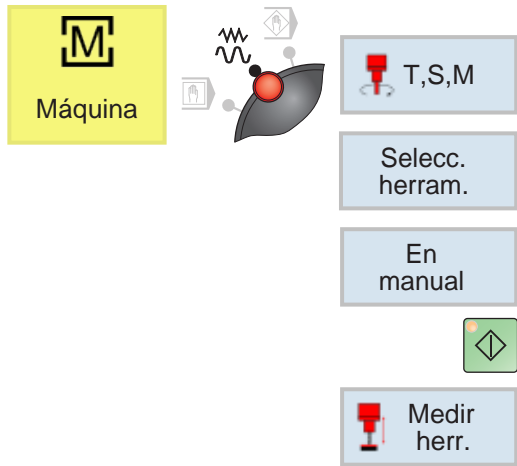 M
Máquina
T,S,M
Selecc.
herram.
En
manual
Medir
herr.